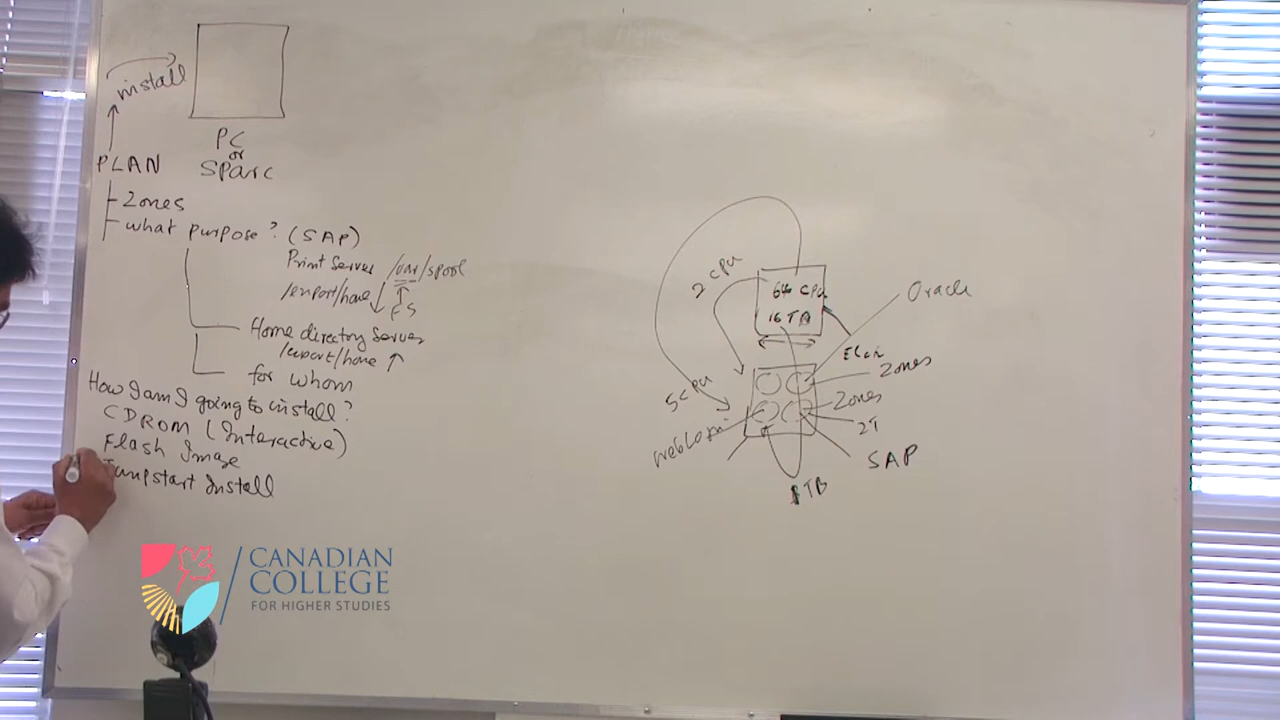 install
PC
or
SParc
PLAN
Zones
what purpose? (SAP)
Print Server /var/spool
/export/home
FS
Home directory Server
/export/home
for whom
How am I going to install?
CDROM (Interactive)
Flash Image
Jumpstart Install
2 CPU
64 CPU
16 TB
Oracle
Zones
5 CPU
Zones
2T
WebLogic
SAP
1 TB
CANADIAN
COLLEGE
FOR HIGHER STUDIES